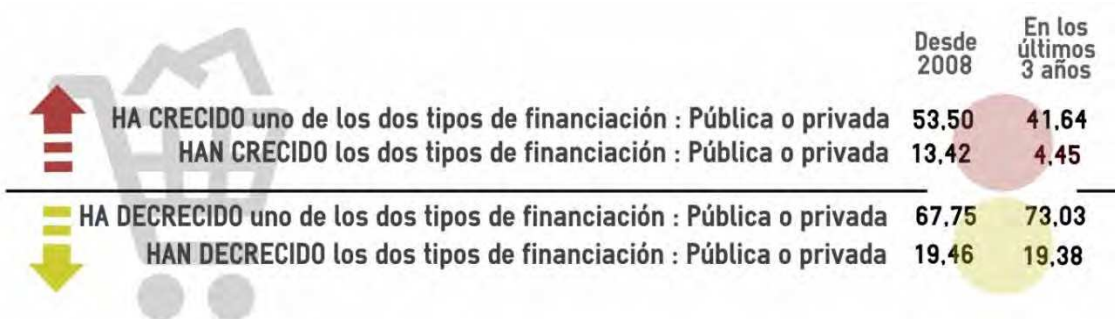 Desde
2008
En los
últimos
3 años
HA CRECIDO uno de los dos tipos de financiación : Pública o privada 53,50 41,64
HAN CRECIDO los dos tipos de financiación : Pública o privada 13,42 4,45
HA DECRECIDO uno de los dos tipos de financiación : Pública o privada 67,75 73,03
HAN DECRECIDO los dos tipos de financiación : Pública o privada 19,46 19,38